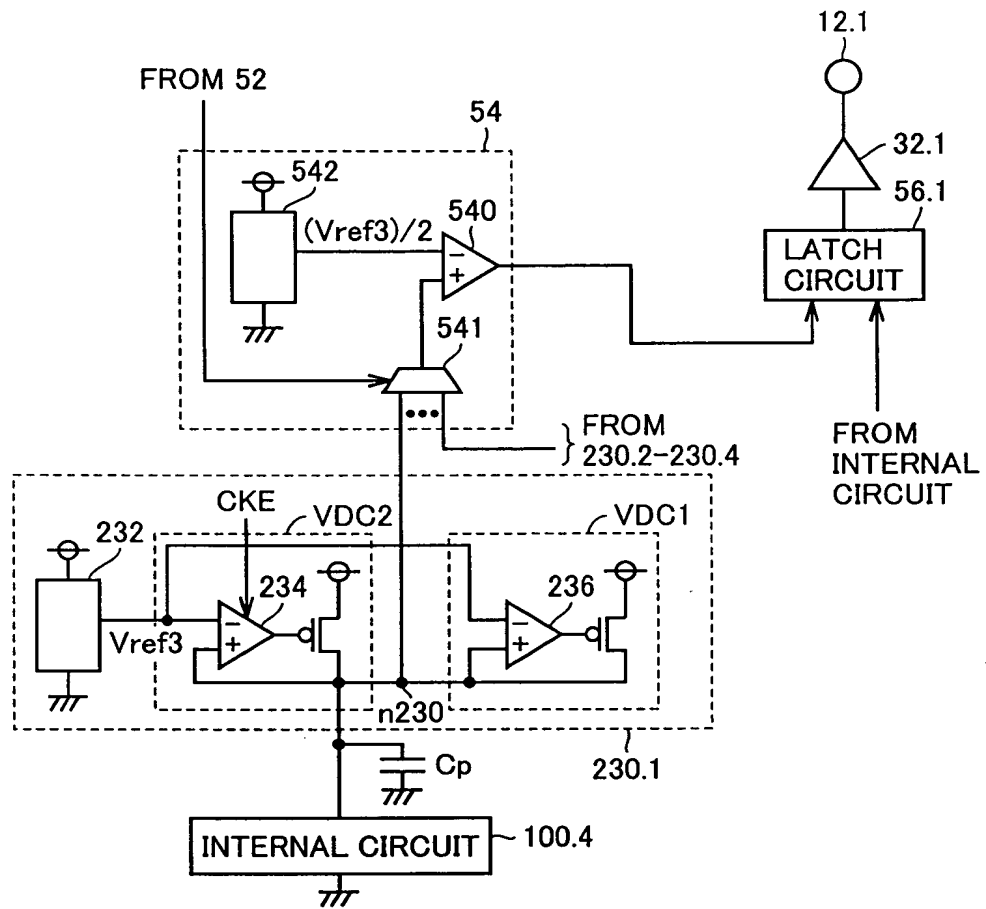 12.1
FROM 52
54
32.1
542
56.1
(Vref3)/2
540
−
+
LATCH
CIRCUIT
541
FROM
230.2−230.4
FROM
INTERNAL
CIRCUIT
CKE
VDC2
VDC1
232
234
236
Vref3
−
+
−
+
n230
230.1
Cp
INTERNAL CIRCUIT
100.4